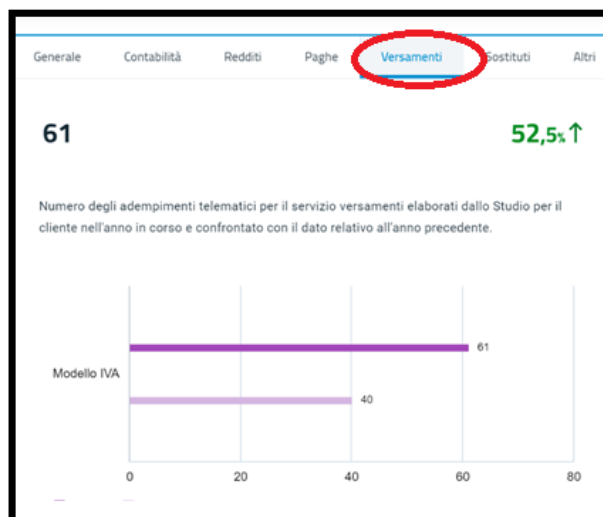 Generale Contabilità Redditi Paghe Versamenti Sostituti Altri
61 52,5% ↑
Numero degli adempimenti telematici per il servizio versamenti elaborati dallo Studio per il
cliente nell'anno in corso e confrontato con il dato relativo all'anno precedente.
61
Modello IVA
40
0 20 40 60 80